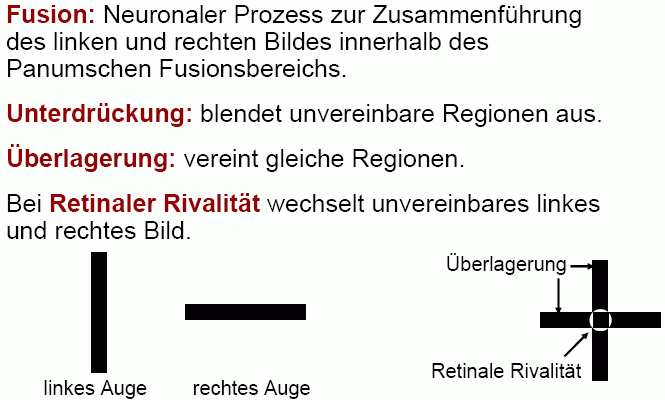 Fusion: Neuronaler Prozess zur Zusammenführung
des linken und rechten Bildes innerhalb des
Panumschen Fusionsbereichs.
Unterdrückung: blendet unvereinbare Regionen aus.
Überlagerung: vereint gleiche Regionen.
Bei Retinaler Rivalität wechselt unvereinbares linkes
und rechtes Bild.
Überlagerung
Retinale Rivalität
linkes Auge
rechtes Auge